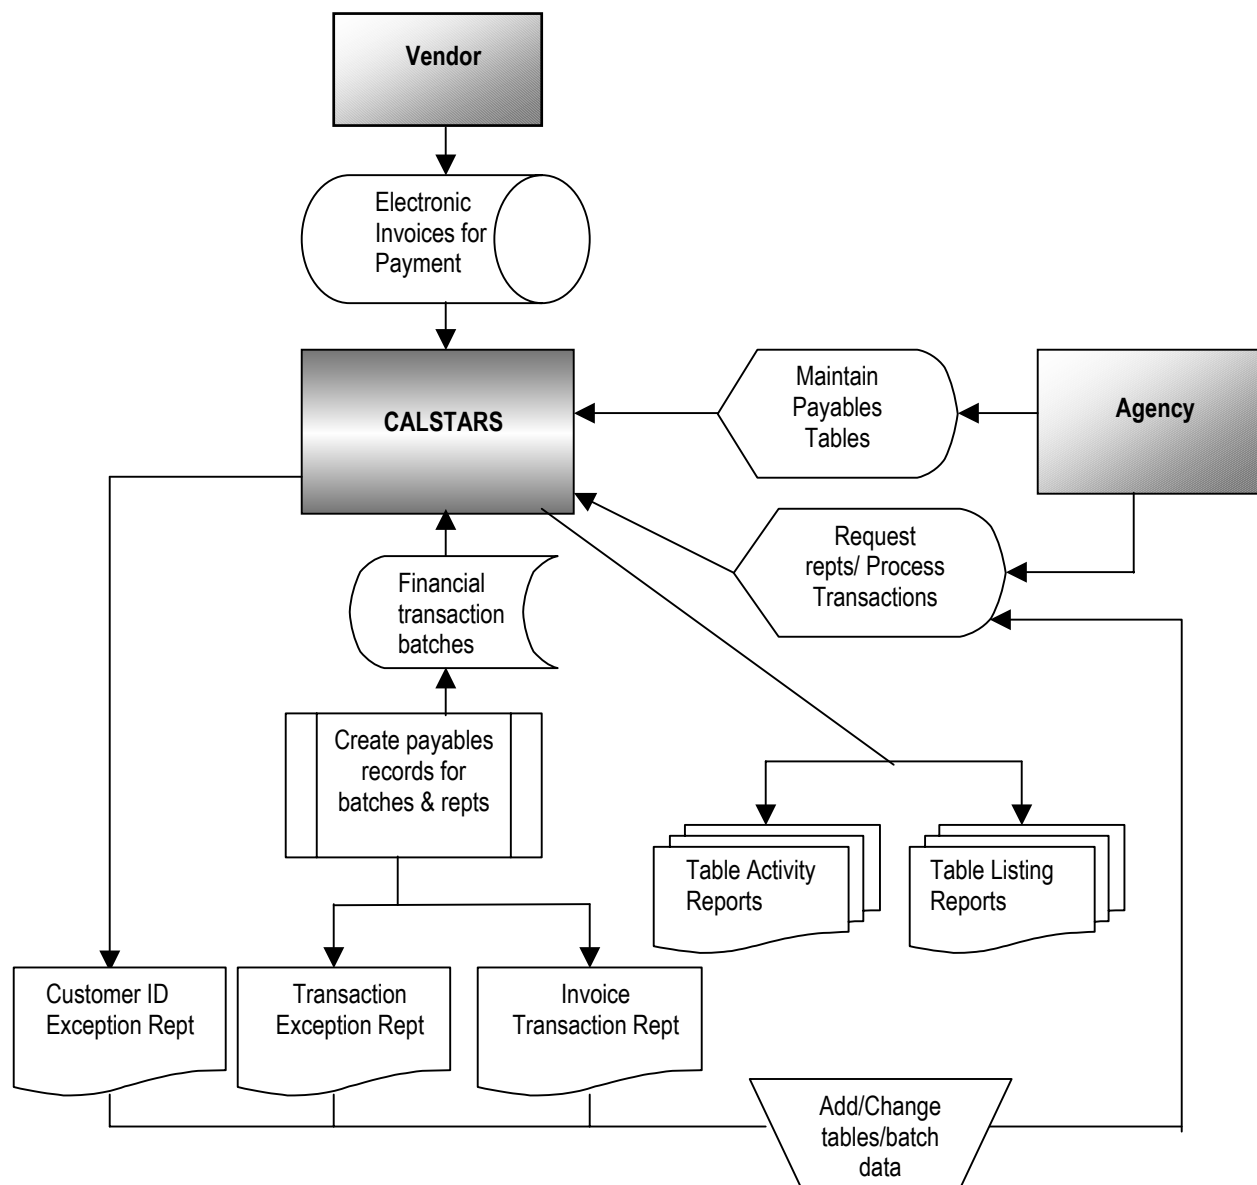 Vendor
Electronic
Invoices for
Payment
CALSTARS
Maintain
Payables
Tables
Agency
Request
repts/ Process
Transactions
Financial
transaction
batches
Create payables
records for
batches & repts
Table Activity
Reports
Table Listing
Reports
Customer ID
Exception Rept
Transaction
Exception Rept
Invoice
Transaction Rept
Add/Change
tables/batch
data